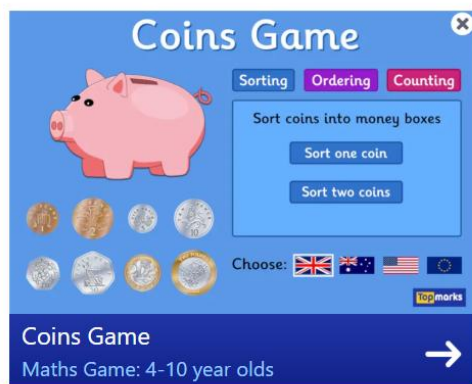 Coins Game
Sorting Ordering Counting
Sort coins into money boxes
Sort one coin
Sort two coins
Choose:
Topmarks
Coins Game
Maths Game: 4-10 year olds